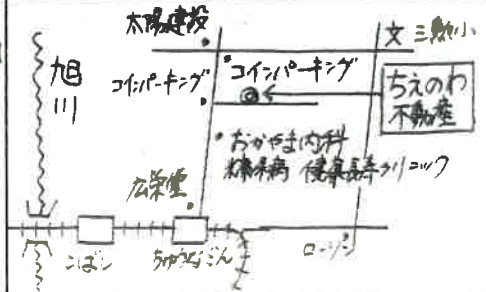 太陽建設
文 三勲小
旭川
コインパーキング
コインパーキング
ちえのわ
不動産
おかやま内科
糖尿病 健康長寿クリニック
広栄堂
こばし
ちゅうなごん
ローソン